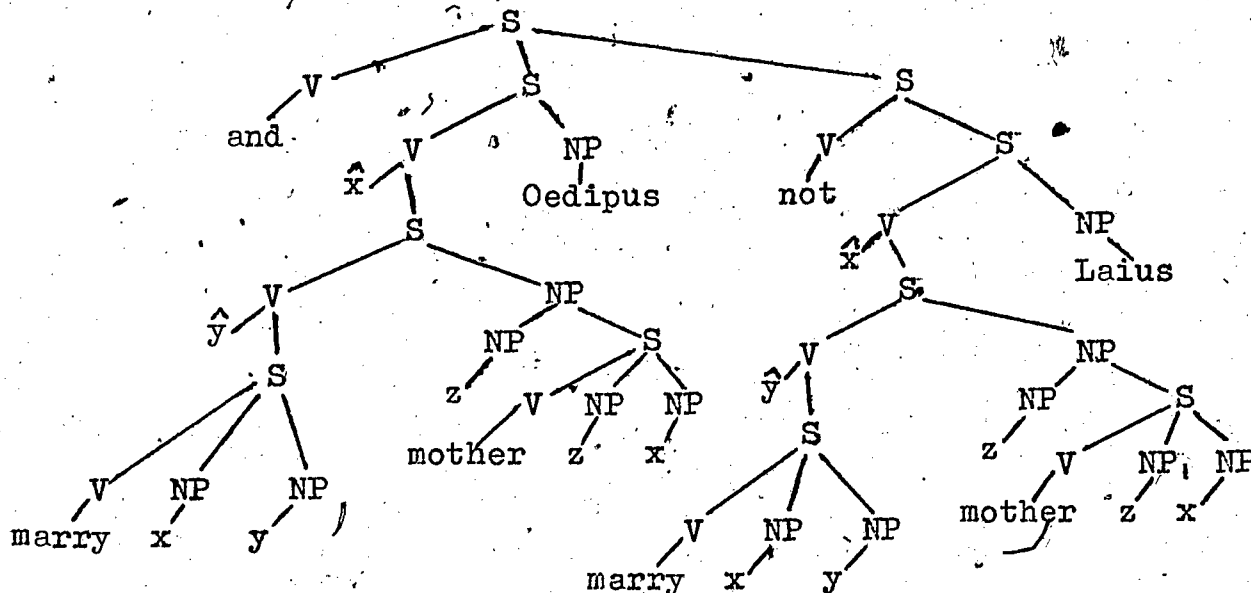 S
V S S
and V NP V S
x̂ Oedipus not
S V NP
x̂ Laius
V NP S
ŷ NP S V NP
S z V NP NP ŷ NP S
mother z x S z V NP NP
V NP NP mother z x
marry x y V NP NP
marry x y